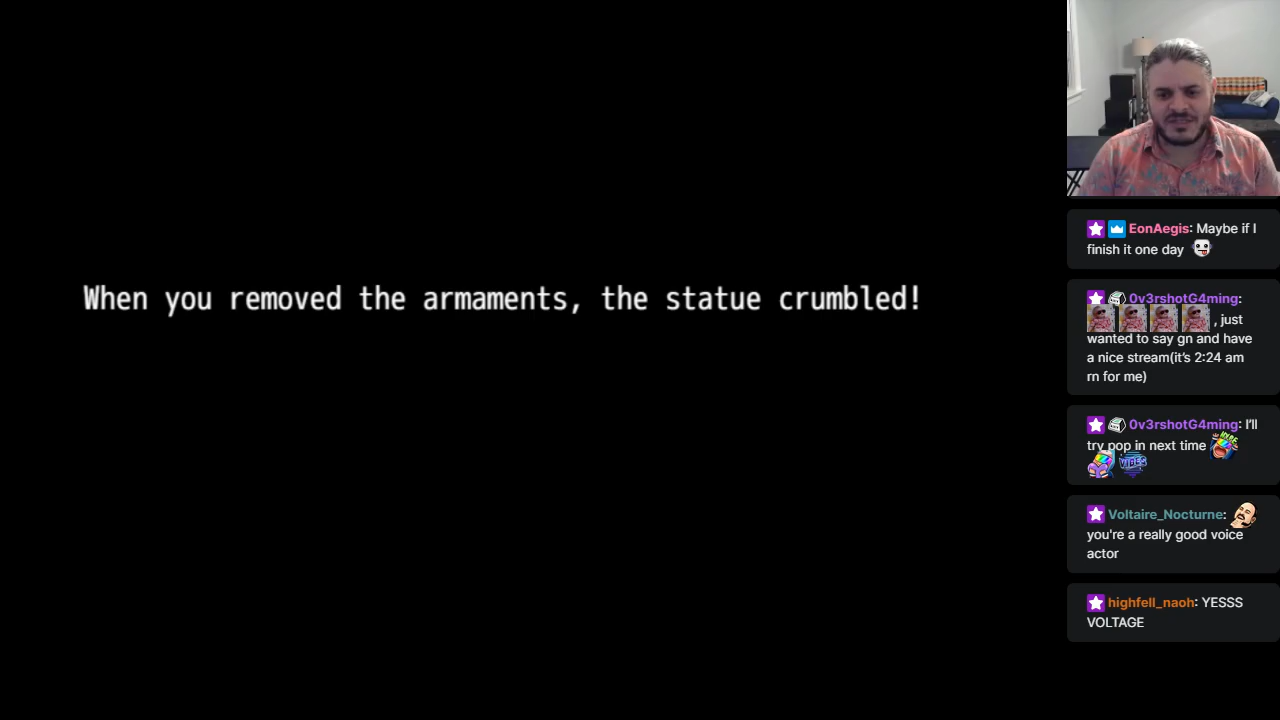 When you removed the armaments, the statue crumbled!
EonAegis: Maybe if I
finish it one day
0v3rshotG4ming:
, just
wanted to say gn and have
a nice stream(it's 2:24 am
rn for me)
0v3rshotG4ming: I'll
try pop in next time
VIBES
Voltaire_Nocturne:
you're a really good voice
actor
highfell_naoh: YESSS
VOLTAGE